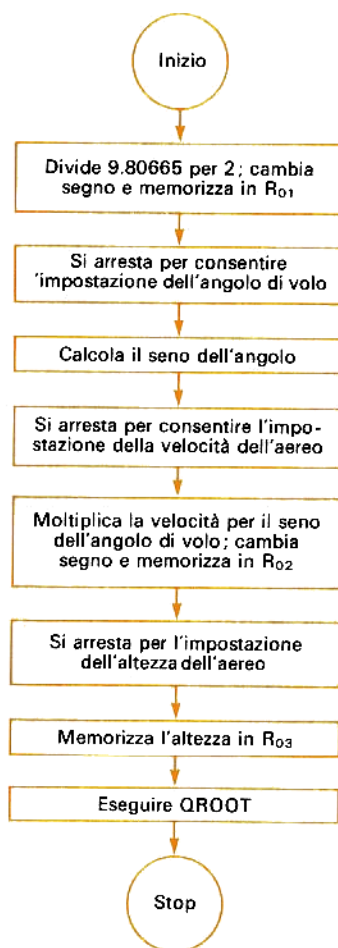 Inizio
Divide 9.80665 per 2; cambia
segno e memorizza in R₀₁
Si arresta per consentire
'impostazione dell'angolo di volo
Calcola il seno dell'angolo
Si arresta per consentire l'impo-
stazione della velocità dell'aereo
Moltiplica la velocità per il seno
dell'angolo di volo; cambia
segno e memorizza in R₀₂
Si arresta per l'impostazione
dell'altezza dell'aereo
Memorizza l'altezza in R₀₃
Eseguire QROOT
Stop